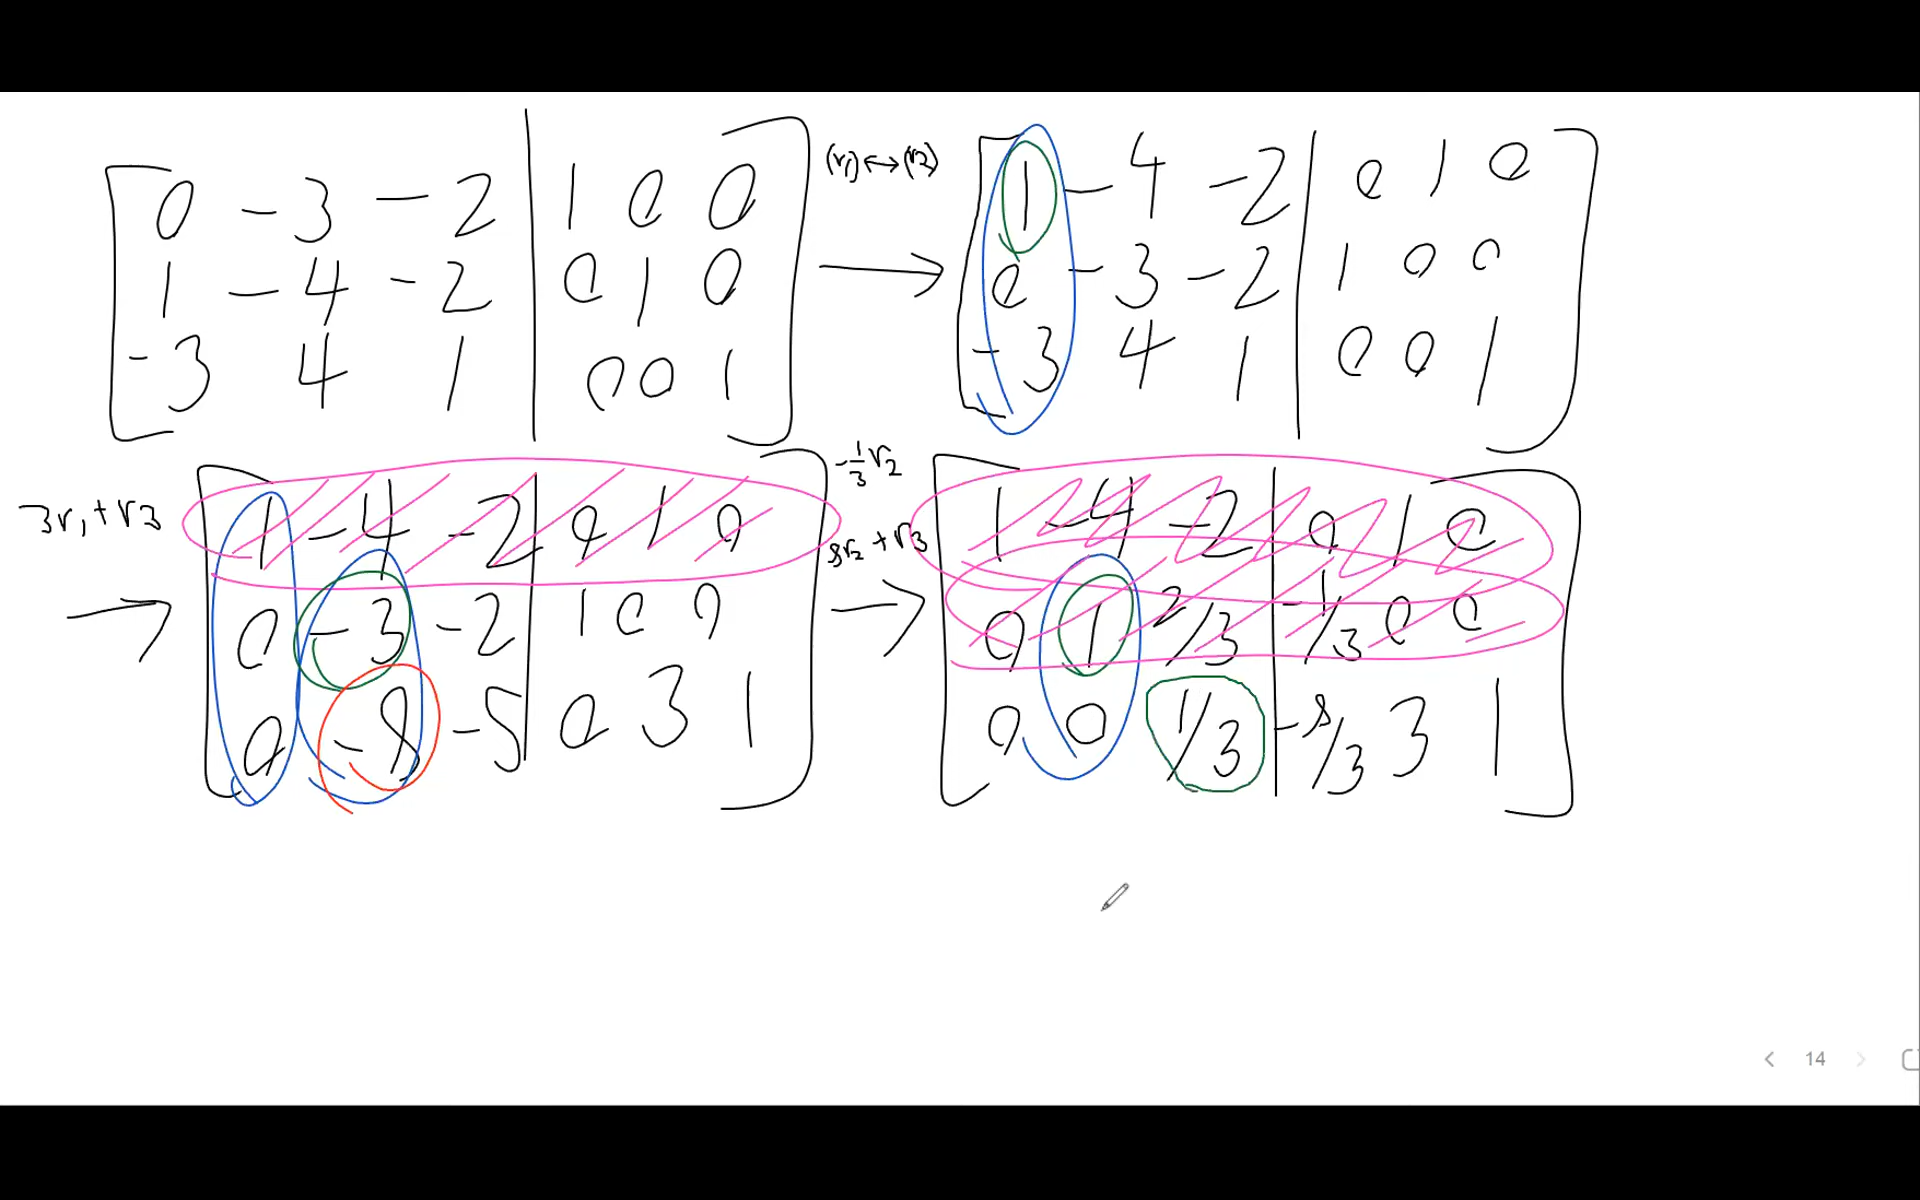 0 -3 -2 | 1 0 0 (r1)↔(r2) 1 -4 -2 | 0 1 0
1 -4 -2 | 0 1 0 → 0 -3 -2 | 1 0 0
-3 4 1 | 0 0 1 -3 4 1 | 0 0 1
3r1+r3 1 -4 -2 | 0 1 0 -1/3 r2 8r2+r3 1 -4 -2 | 0 1 0
→ 0 -3 -2 | 1 0 0 → 0 1 2/3 | -1/3 0 0
0 -8 -5 | 0 3 1 0 0 1/3 | -8/3 3 1
14